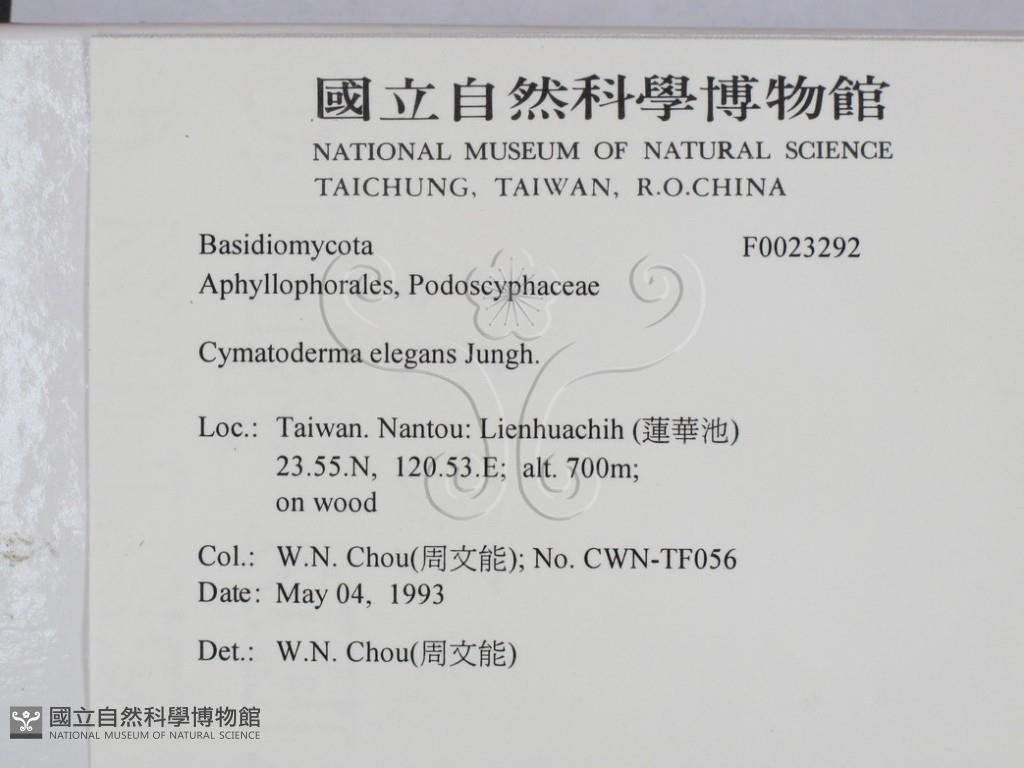 國立自然科學博物館
NATIONAL MUSEUM OF NATURAL SCIENCE
TAICHUNG, TAIWAN, R.O.CHINA
Basidiomycota F0023292
Aphyllophorales, Podoscyphaceae
Cymatoderma elegans Jungh.
Loc.: Taiwan. Nantou: Lienhuachih (蓮華池)
23.55.N, 120.53.E; alt. 700m;
on wood
Col.: W.N. Chou(周文能); No. CWN-TF056
Date: May 04, 1993
Det.: W.N. Chou(周文能)
國立自然科學博物館
NATIONAL MUSEUM OF NATURAL SCIENCE